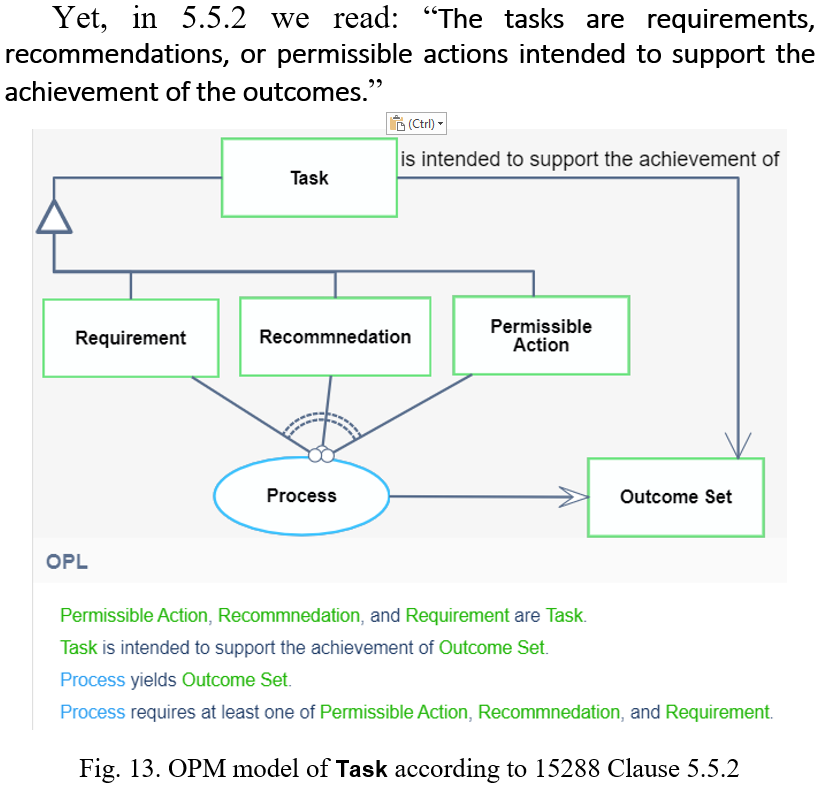 Yet, in 5.5.2 we read: “The tasks are requirements,
recommendations, or permissible actions intended to support the
achievement of the outcomes.”
(Ctrl)
is intended to support the achievement of
Task
Requirement
Recommnedation
Permissible
Action
Process
Outcome Set
OPL
Permissible Action, Recommnedation, and Requirement are Task.
Task is intended to support the achievement of Outcome Set.
Process yields Outcome Set.
Process requires at least one of Permissible Action, Recommnedation, and Requirement.
Fig. 13. OPM model of Task according to 15288 Clause 5.5.2